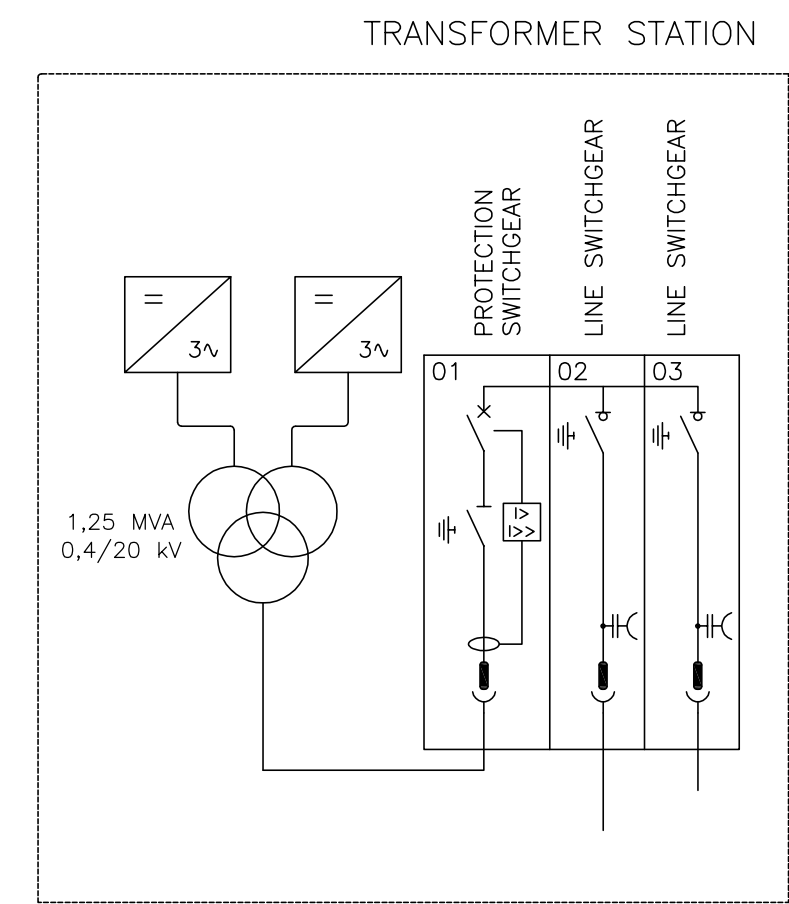 TRANSFORMER STATION
PROTECTION
SWITCHGEAR
LINE SWITCHGEAR
LINE SWITCHGEAR
01
02
03
=
3∿
=
3∿
1,25 MVA
0,4/20 kV
I>
I>>